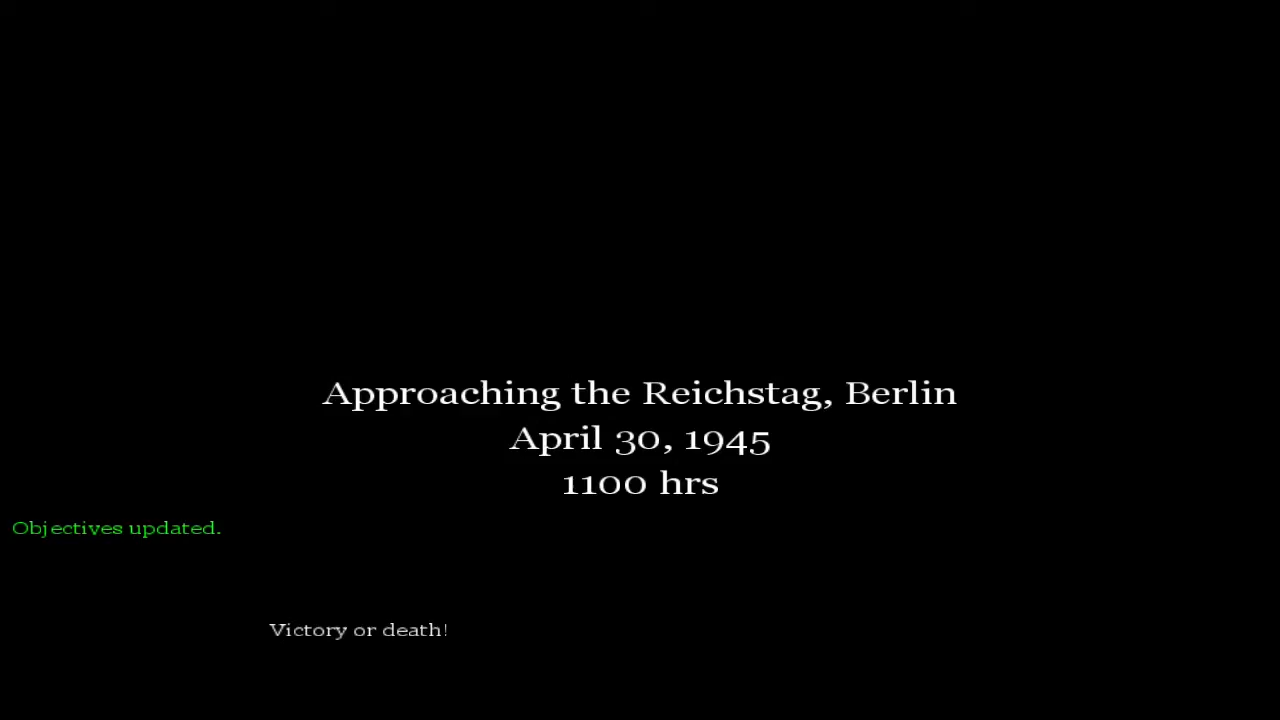 Approaching the Reichstag, Berlin
April 30, 1945
1100 hrs
Objectives updated.
Victory or death!